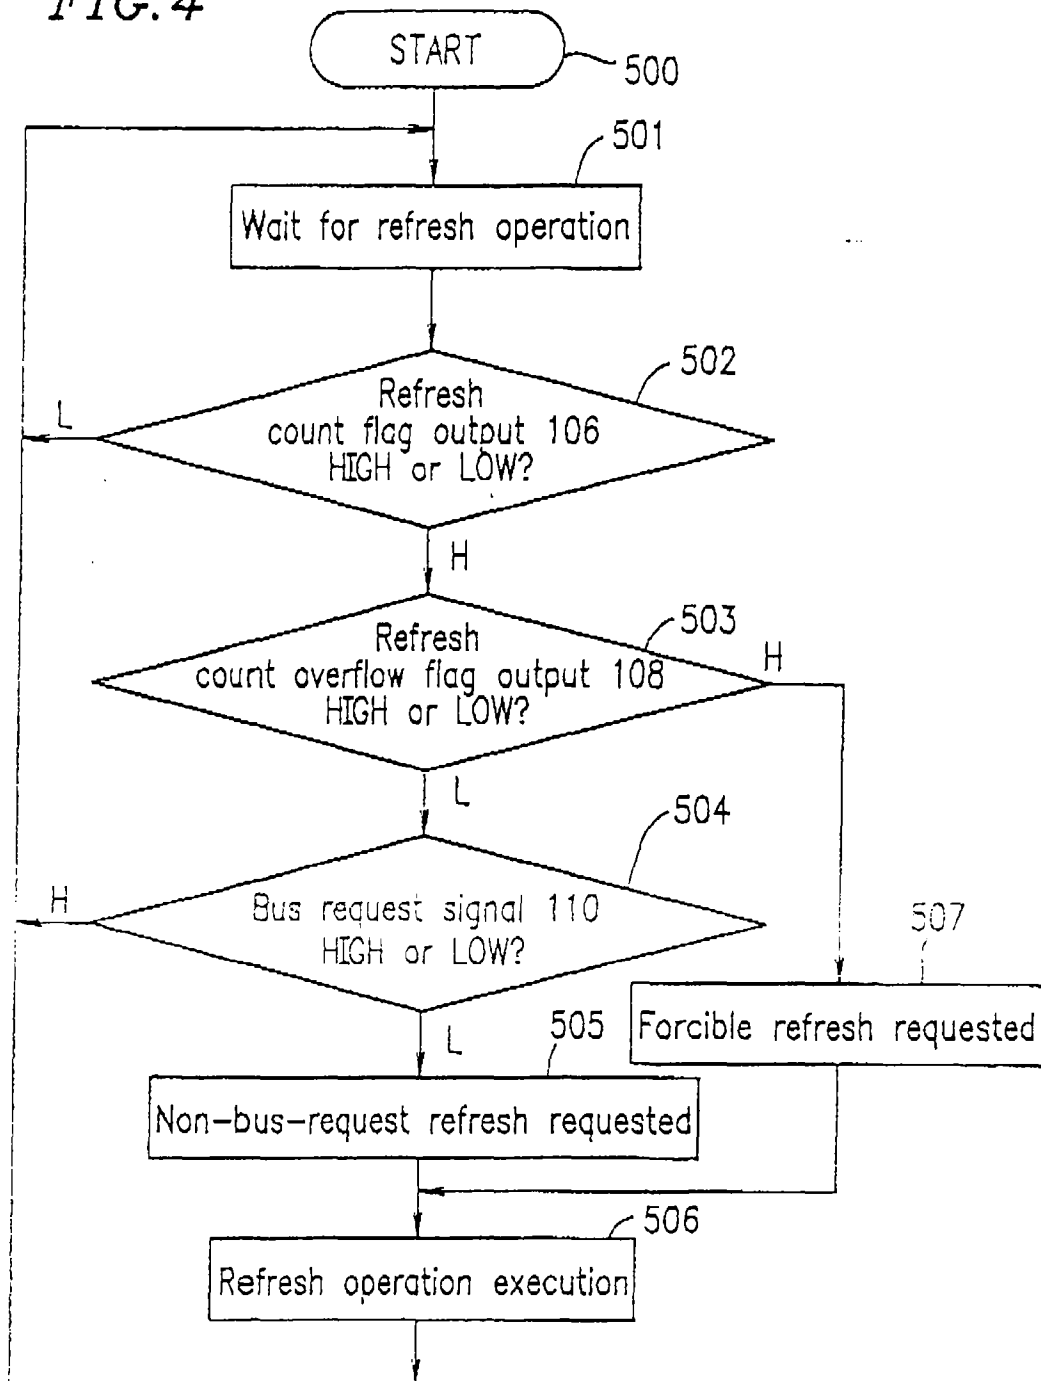 FIG. 4
START
500
501
Wait for refresh operation
502
Refresh
count flag output 106
HIGH or LOW?
L
H
503
Refresh
count overflow flag output 108
HIGH or LOW?
H
L
504
Bus request signal 110
HIGH or LOW?
H
L
507
Forcible refresh requested
505
Non-bus-request refresh requested
506
Refresh operation execution